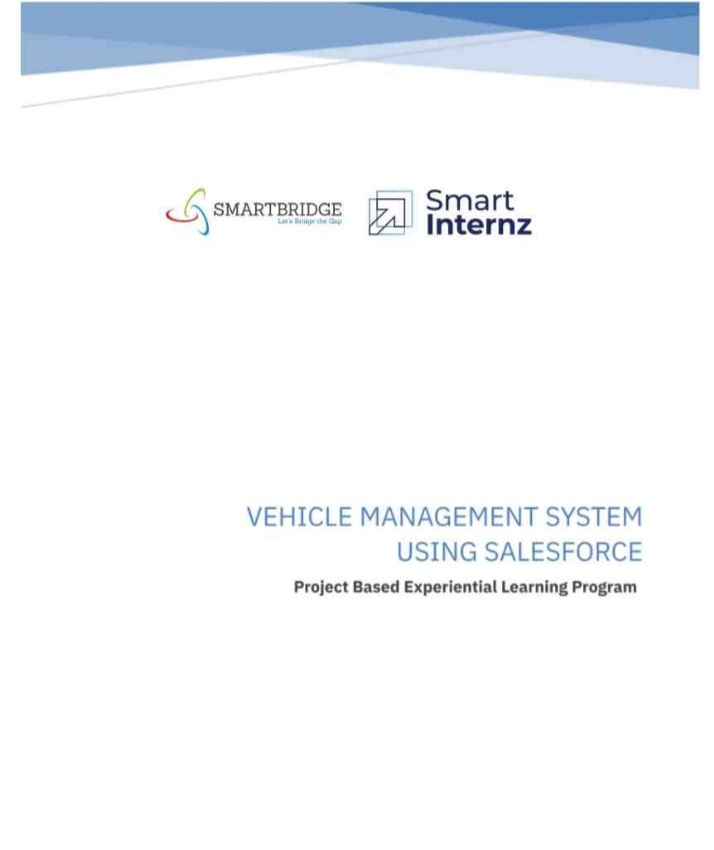 SMARTBRIDGE
Let's Bridge the Gap
Smart
Internz
VEHICLE MANAGEMENT SYSTEM
USING SALESFORCE
Project Based Experiential Learning Program